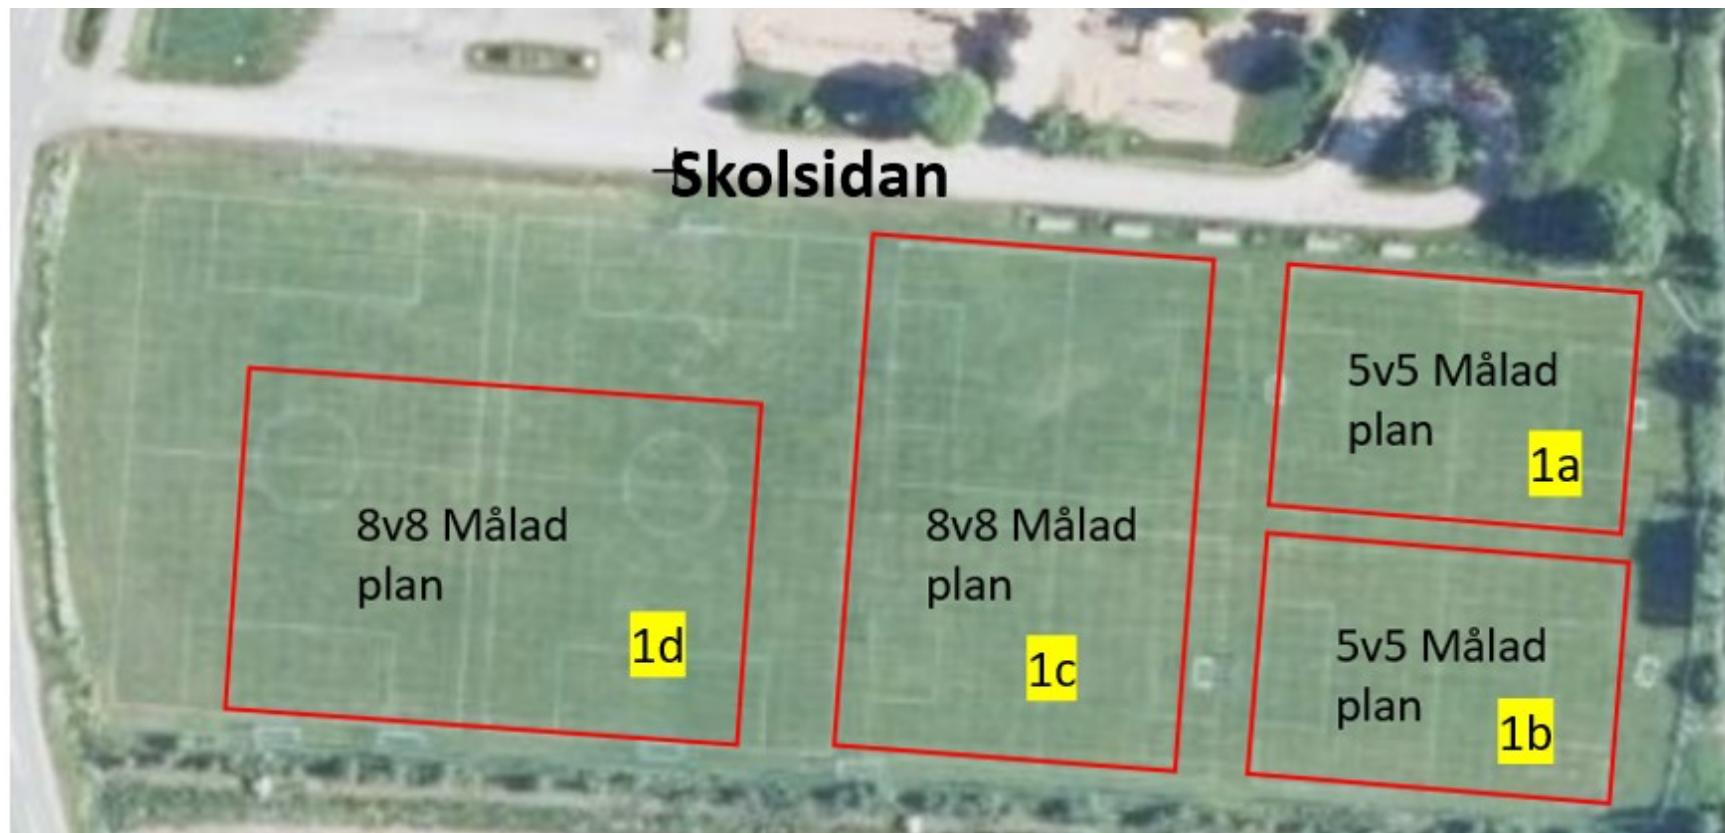 Skolsidan
5v5 Målad
plan
1a
8v8 Målad
plan
1d
8v8 Målad
plan
1c
5v5 Målad
plan
1b